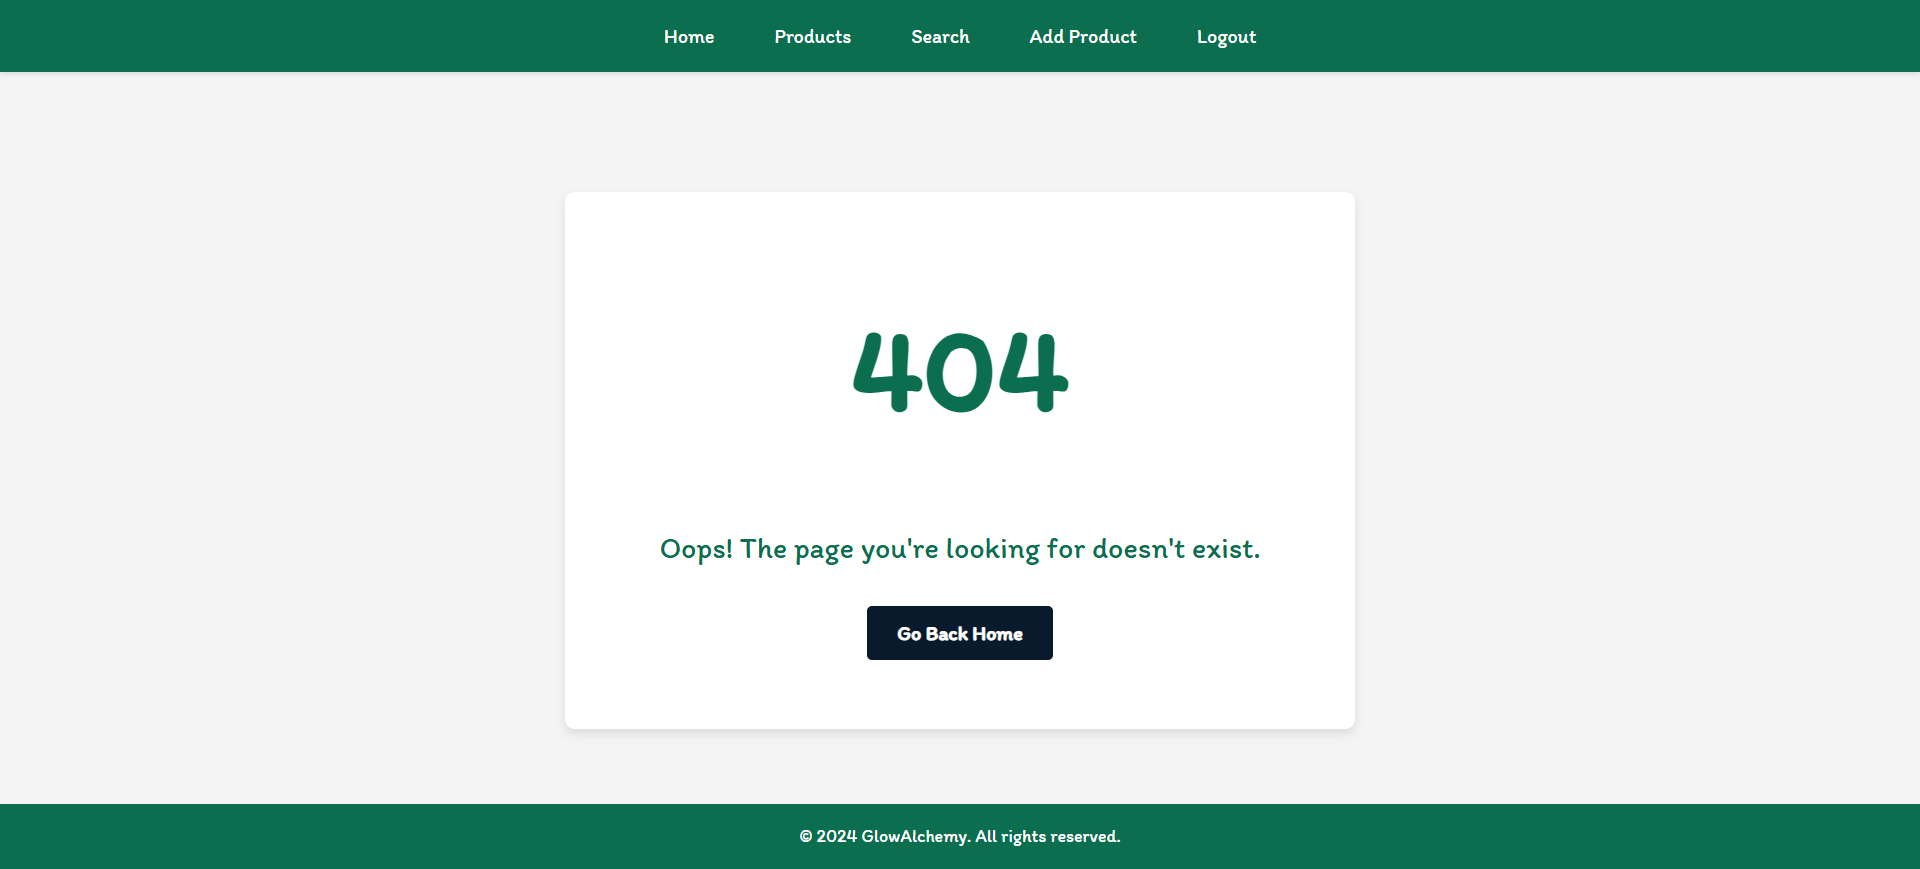 Home Products Search Add Product Logout
404
Oops! The page you're looking for doesn't exist.
Go Back Home
© 2024 GlowAlchemy. All rights reserved.